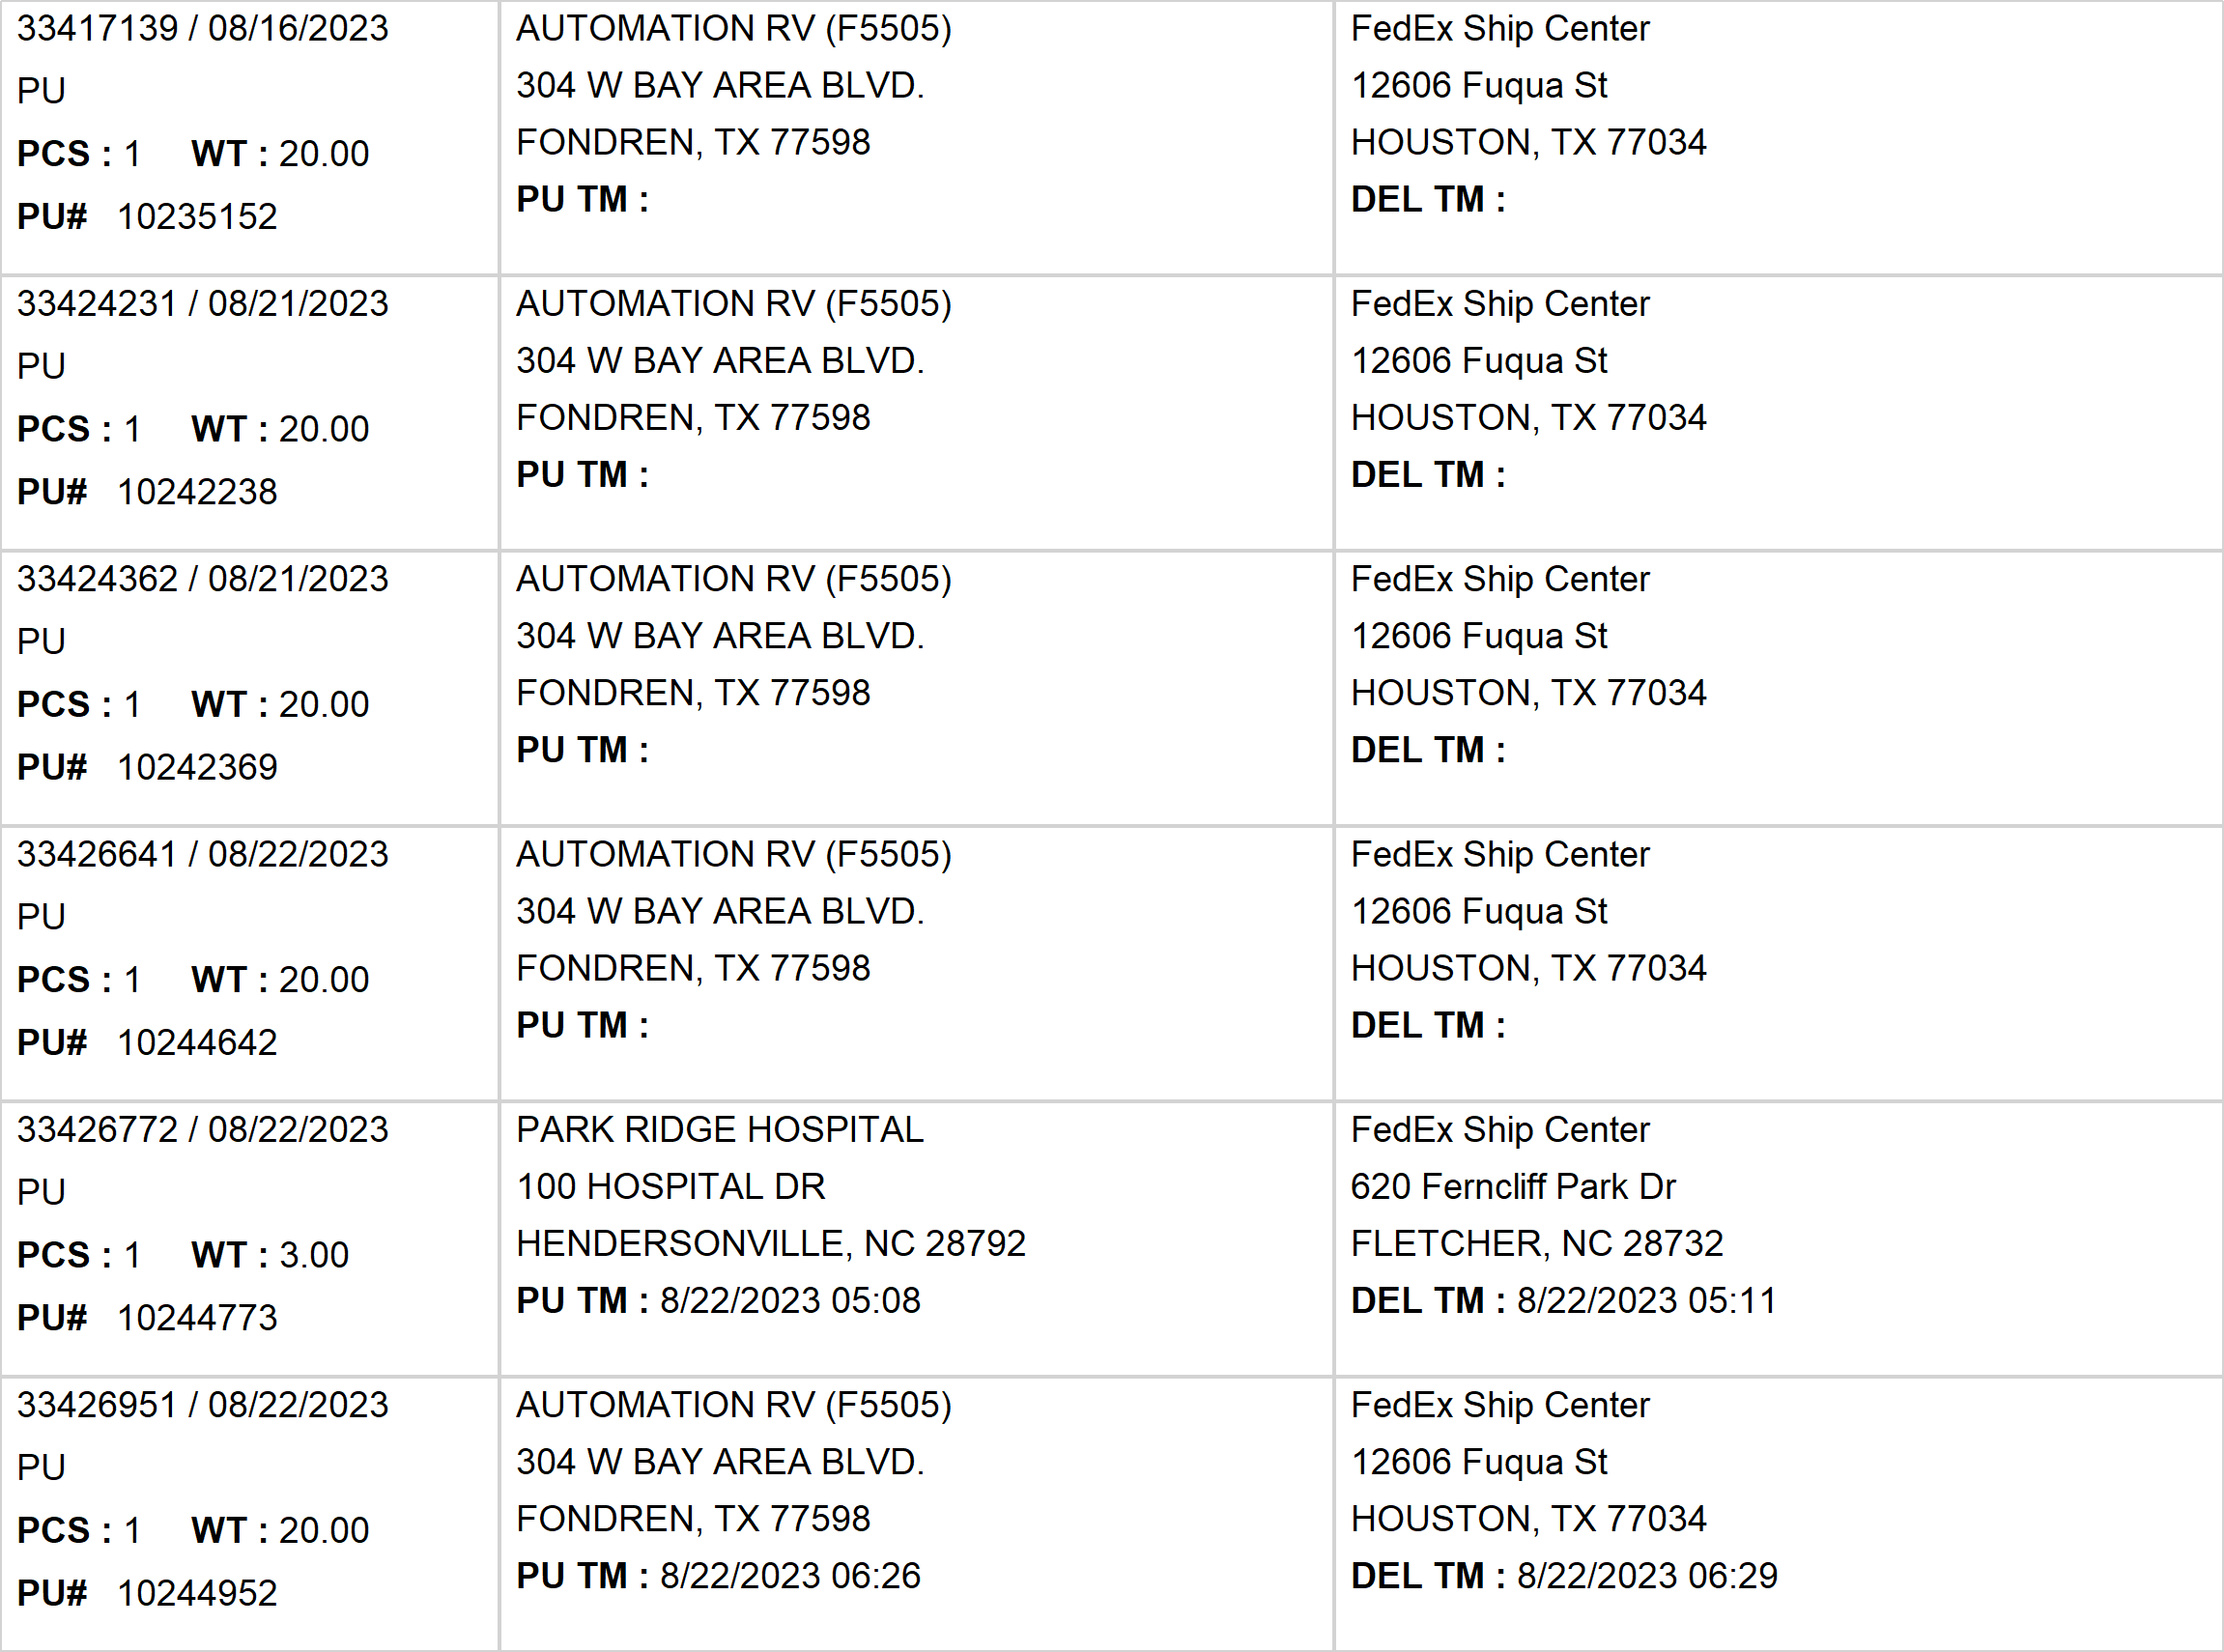 33417139 / 08/16/2023
PU
PCS : 1 WT : 20.00
PU# 10235152
AUTOMATION RV (F5505)
304 W BAY AREA BLVD.
FONDREN, TX 77598
PU TM :
FedEx Ship Center
12606 Fuqua St
HOUSTON, TX 77034
DEL TM :
33424231 / 08/21/2023
PU
PCS : 1 WT : 20.00
PU# 10242238
AUTOMATION RV (F5505)
304 W BAY AREA BLVD.
FONDREN, TX 77598
PU TM :
FedEx Ship Center
12606 Fuqua St
HOUSTON, TX 77034
DEL TM :
33424362 / 08/21/2023
PU
PCS : 1 WT : 20.00
PU# 10242369
AUTOMATION RV (F5505)
304 W BAY AREA BLVD.
FONDREN, TX 77598
PU TM :
FedEx Ship Center
12606 Fuqua St
HOUSTON, TX 77034
DEL TM :
33426641 / 08/22/2023
PU
PCS : 1 WT : 20.00
PU# 10244642
AUTOMATION RV (F5505)
304 W BAY AREA BLVD.
FONDREN, TX 77598
PU TM :
FedEx Ship Center
12606 Fuqua St
HOUSTON, TX 77034
DEL TM :
33426772 / 08/22/2023
PU
PCS : 1 WT : 3.00
PU# 10244773
PARK RIDGE HOSPITAL
100 HOSPITAL DR
HENDERSONVILLE, NC 28792
PU TM : 8/22/2023 05:08
FedEx Ship Center
620 Ferncliff Park Dr
FLETCHER, NC 28732
DEL TM : 8/22/2023 05:11
33426951 / 08/22/2023
PU
PCS : 1 WT : 20.00
PU# 10244952
AUTOMATION RV (F5505)
304 W BAY AREA BLVD.
FONDREN, TX 77598
PU TM : 8/22/2023 06:26
FedEx Ship Center
12606 Fuqua St
HOUSTON, TX 77034
DEL TM : 8/22/2023 06:29